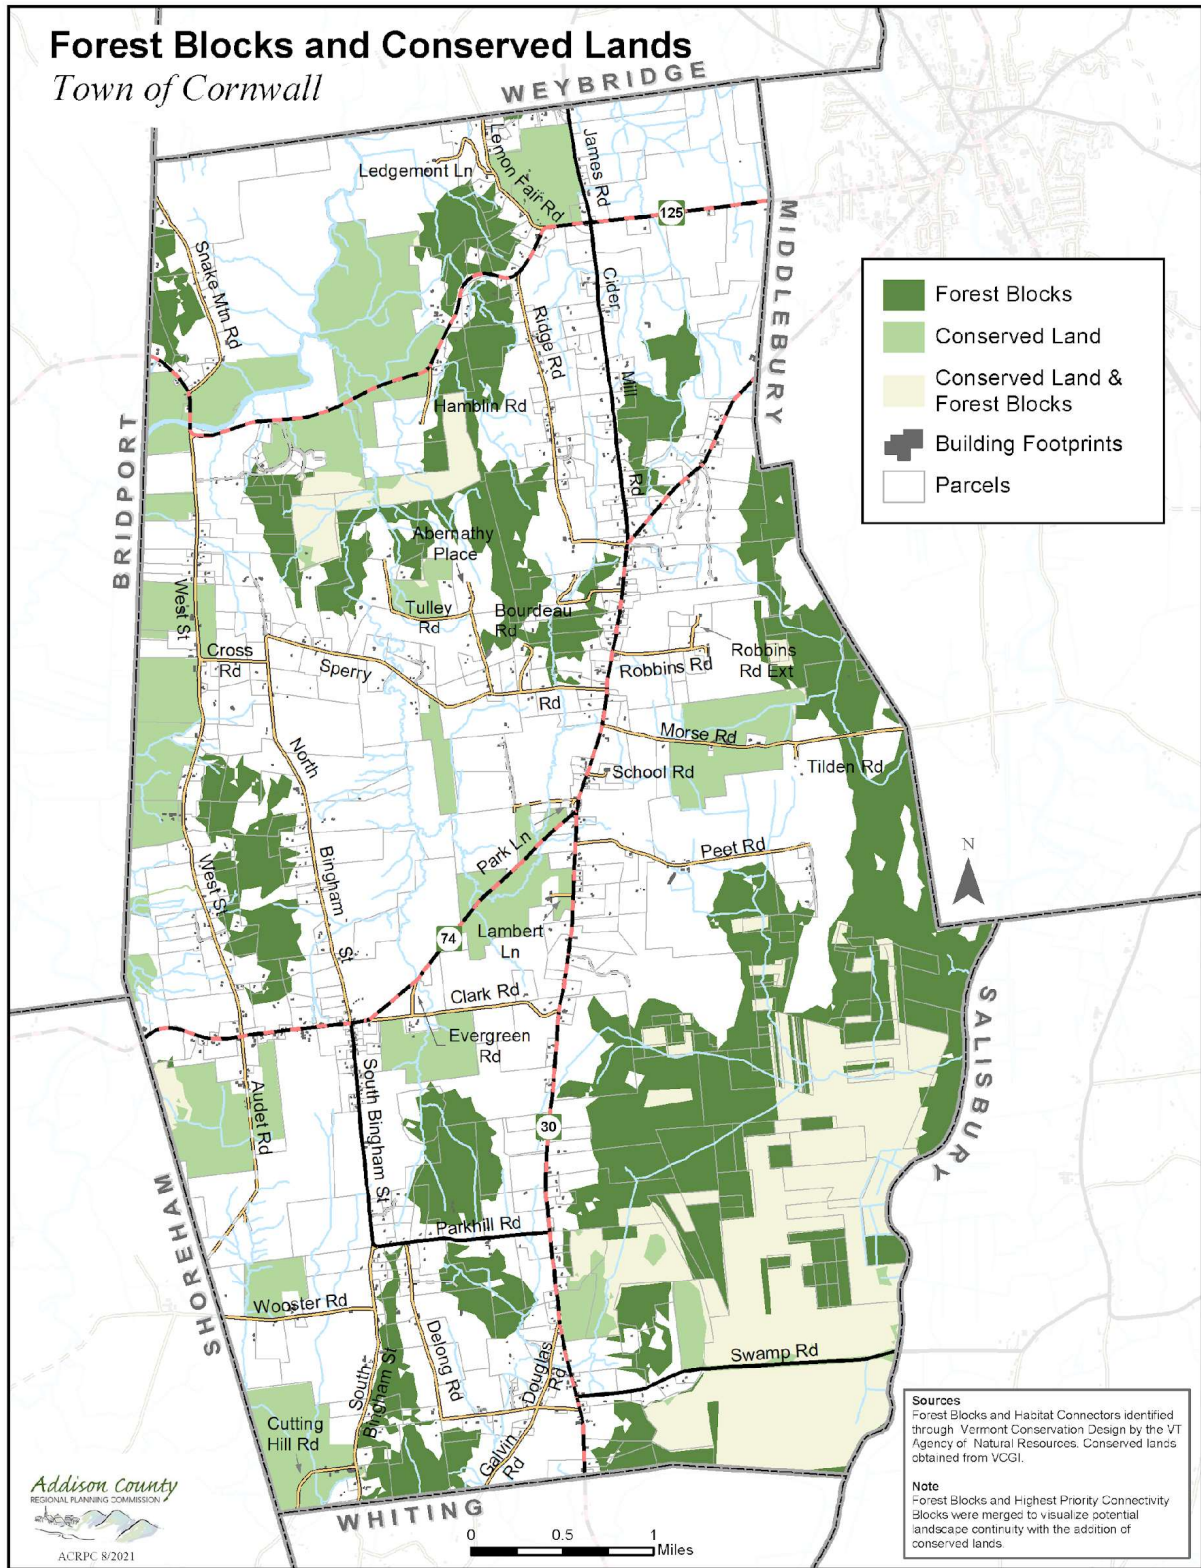 Forest Blocks and Conserved Lands
Town of Cornwall
WEYBRIDGE
Ledgemont Ln
Lemon Fair Rd
James Rd
125
MIDDLEBURY
Snake Mtn Rd
Cider
Mill
Rd
Ridge Rd
Hamblin Rd
Forest Blocks
Conserved Land
Conserved Land &
Forest Blocks
Building Footprints
Parcels
BRIDPORT
Abernathy
Place
West St
Tulley
Rd
Bourdeau
Rd
Cross
Rd
Sperry
Rd
Robbins Rd
Robbins
Rd Ext
Morse Rd
Tilden Rd
School Rd
North
Bingham
St
Park Ln
Peet Rd
N
West St
74
Lambert
Ln
Clark Rd
Evergreen
Rd
SALISBURY
Audet Rd
South Bingham St
30
SHOREHAM
Parkhill Rd
Wooster Rd
Delong Rd
Douglas
Rd
Swamp Rd
South
Bingham St
Cutting
Hill Rd
Galvin
Rd
WHITING
Sources
Forest Blocks and Habitat Connectors identified
through Vermont Conservation Design by the VT
Agency of Natural Resources. Conserved lands
obtained from VCGI.
Note
Forest Blocks and Highest Priority Connectivity
Blocks were merged to visualize potential
landscape continuity with the addition of
conserved lands.
Addison County
REGIONAL PLANNING COMMISSION
ACRPC 8/2021
0 0.5 1
Miles